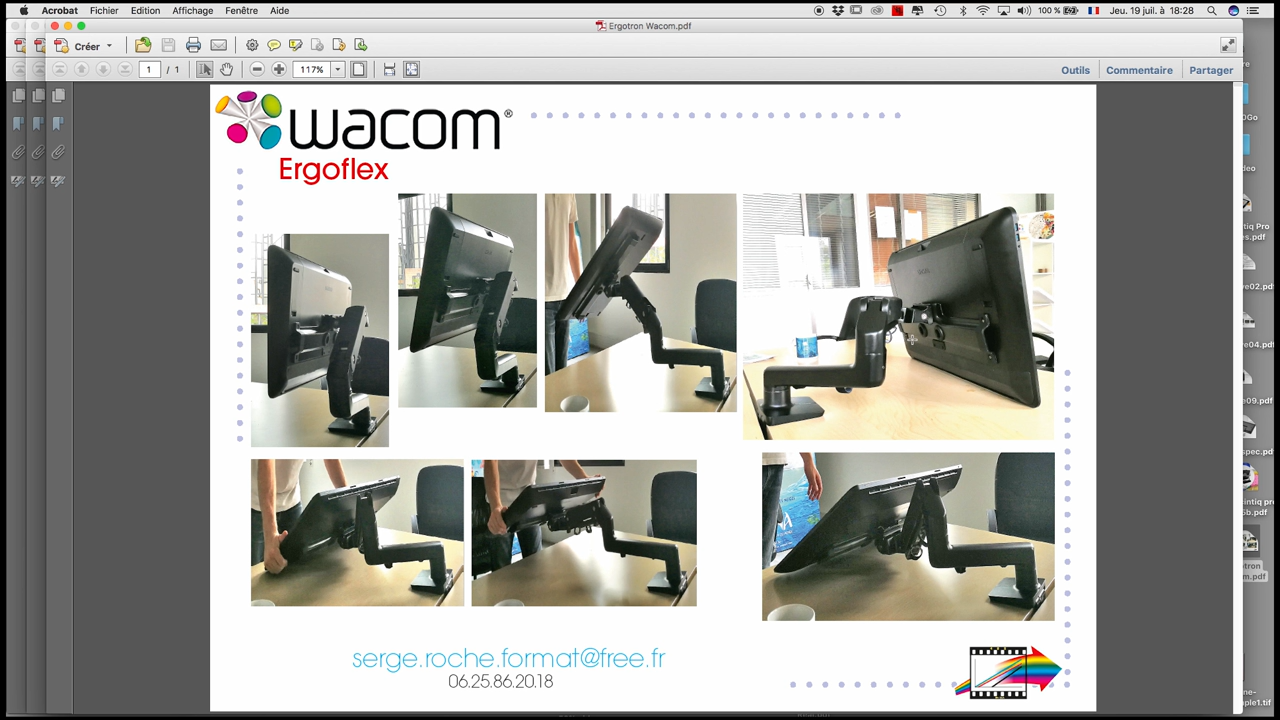 Acrobat Fichier Edition Affichage Fenêtre Aide 100 % Jeu. 19 juil. à 18:28
Ergotron Wacom.pdf
Créer
1 / 1 117% Outils Commentaire Partager
wacom®
Ergoflex
serge.roche.format@free.fr
06.25.86.20.18